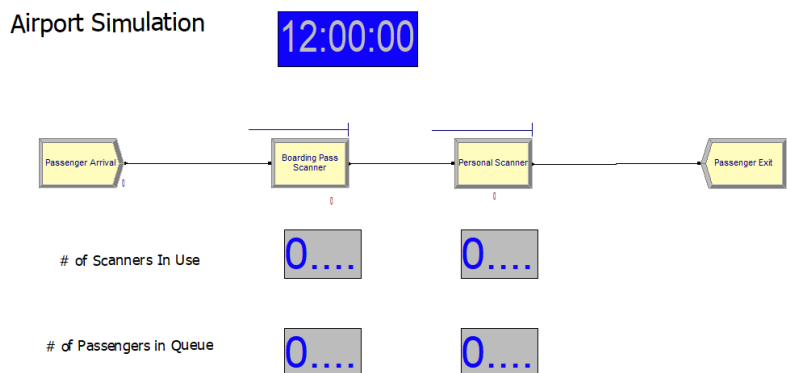 Airport Simulation
12:00:00
Passenger Arrival
Boarding Pass
Scanner
Personal Scanner
Passenger Exit
0
0
0
# of Scanners In Use
0....
0....
# of Passengers in Queue
0....
0....